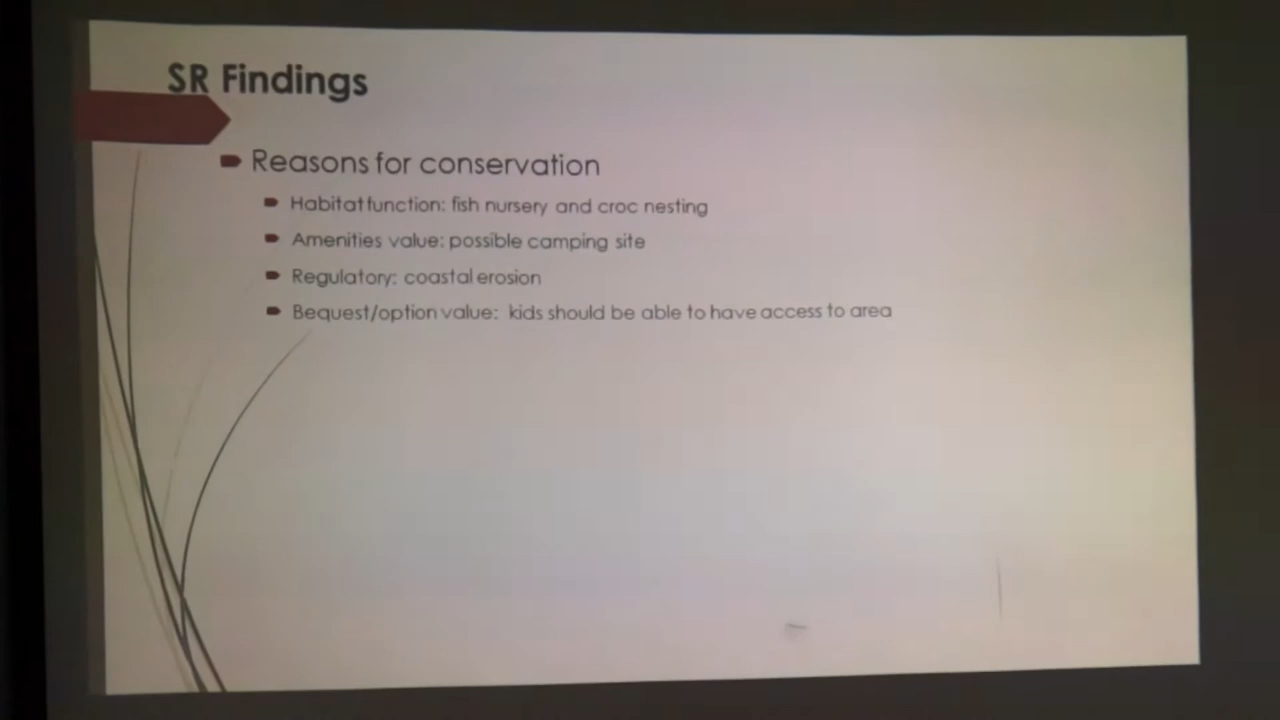 SR Findings
Reasons for conservation
Habitat function: fish nursery and croc nesting
Amenities value: possible camping site
Regulatory: coastal erosion
Bequest/option value: kids should be able to have access to area